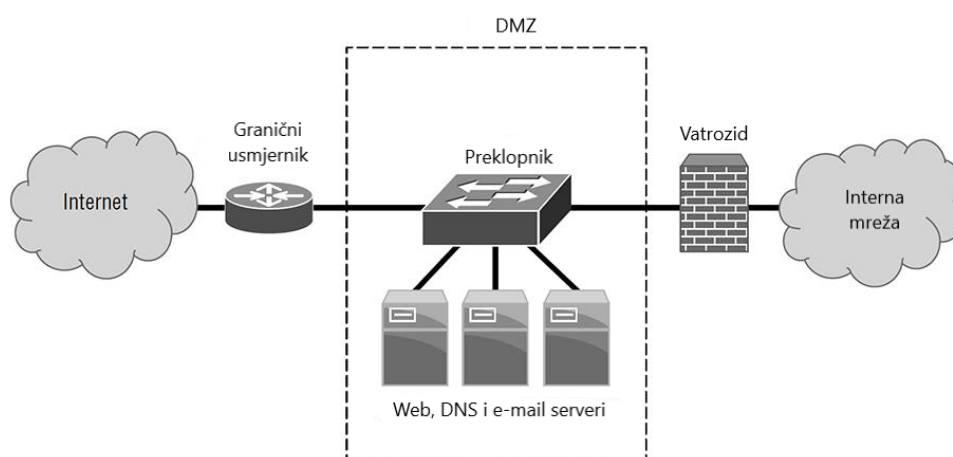 DMZ
Granični
usmjernik
Preklopnik
Vatrozid
Internet
Interna
mreža
Web, DNS i e-mail serveri